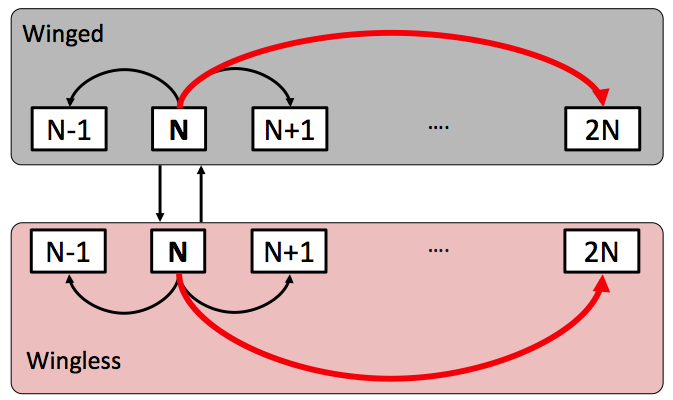 Winged
N-1 N N+1 .... 2N
N-1 N N+1 .... 2N
Wingless